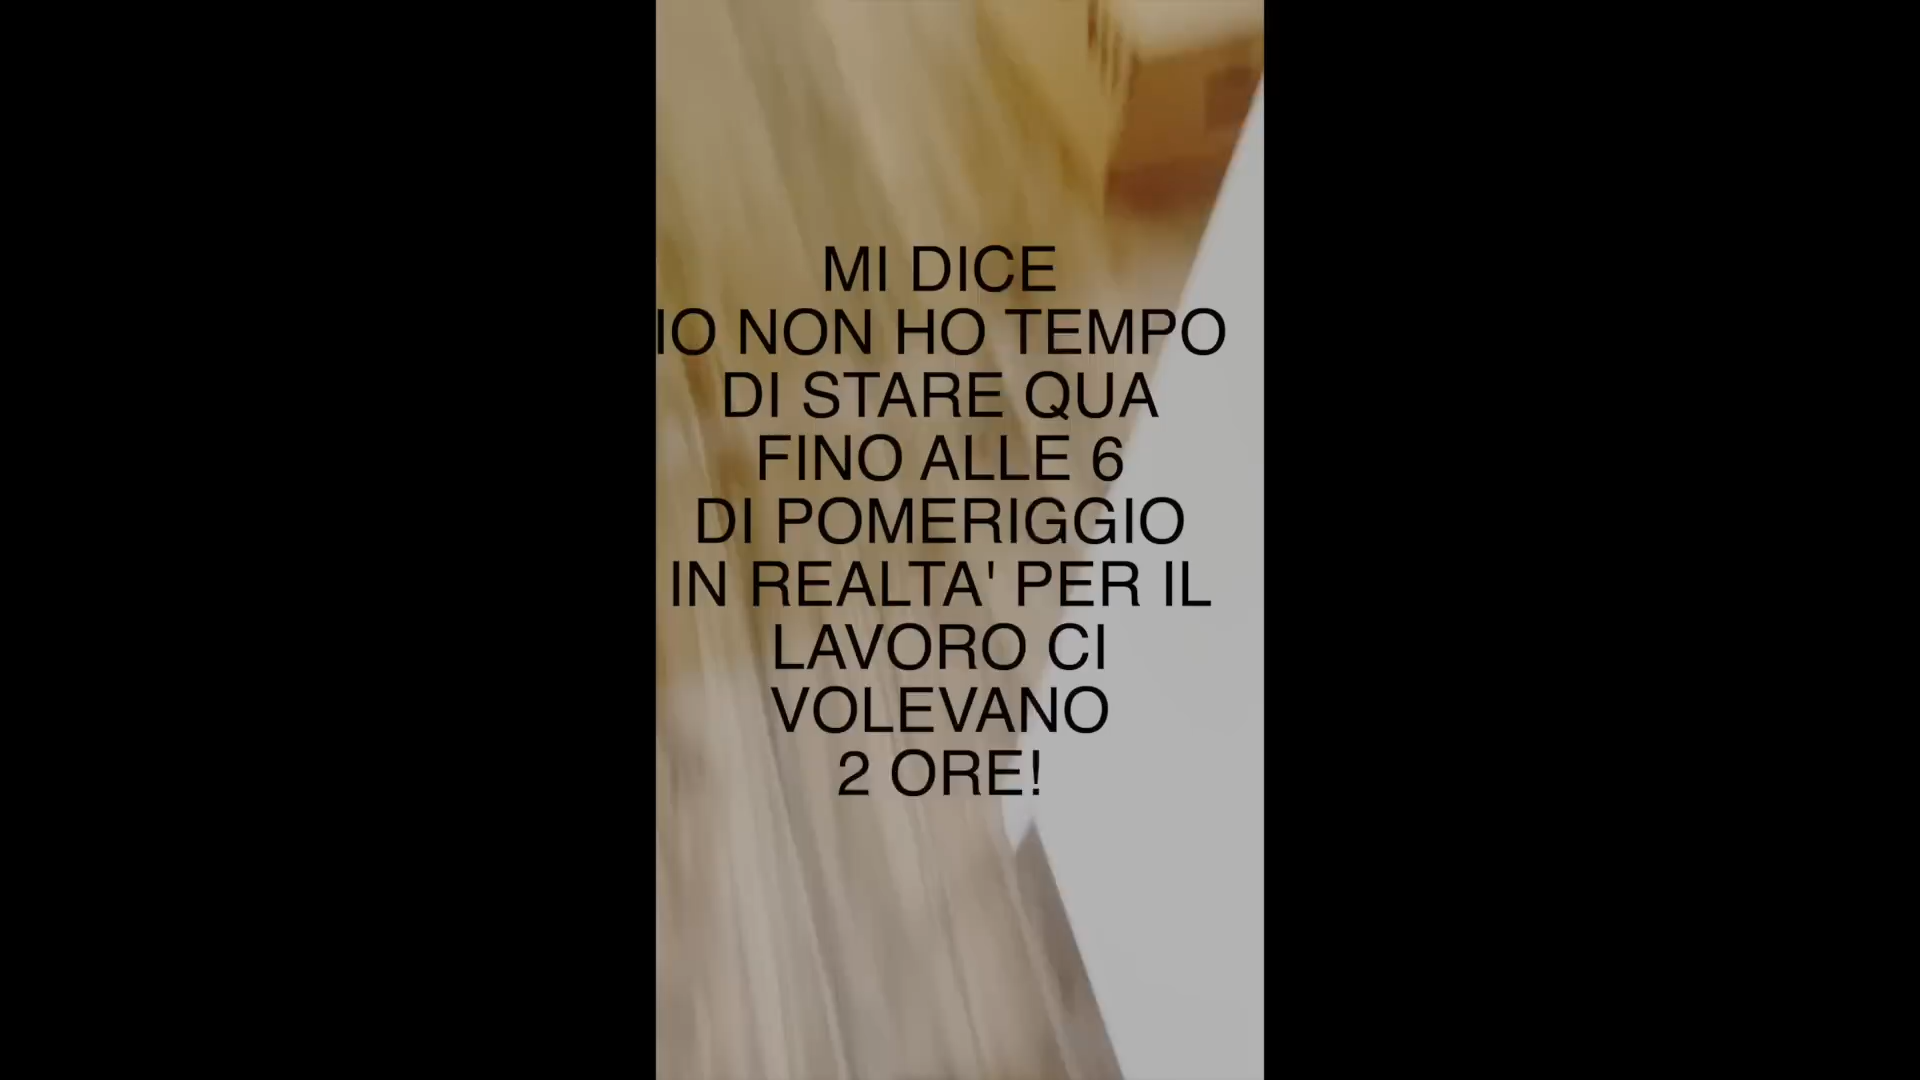 MI DICE
IO NON HO TEMPO
DI STARE QUA
FINO ALLE 6
DI POMERIGGIO
IN REALTA' PER IL
LAVORO CI
VOLEVANO
2 ORE!